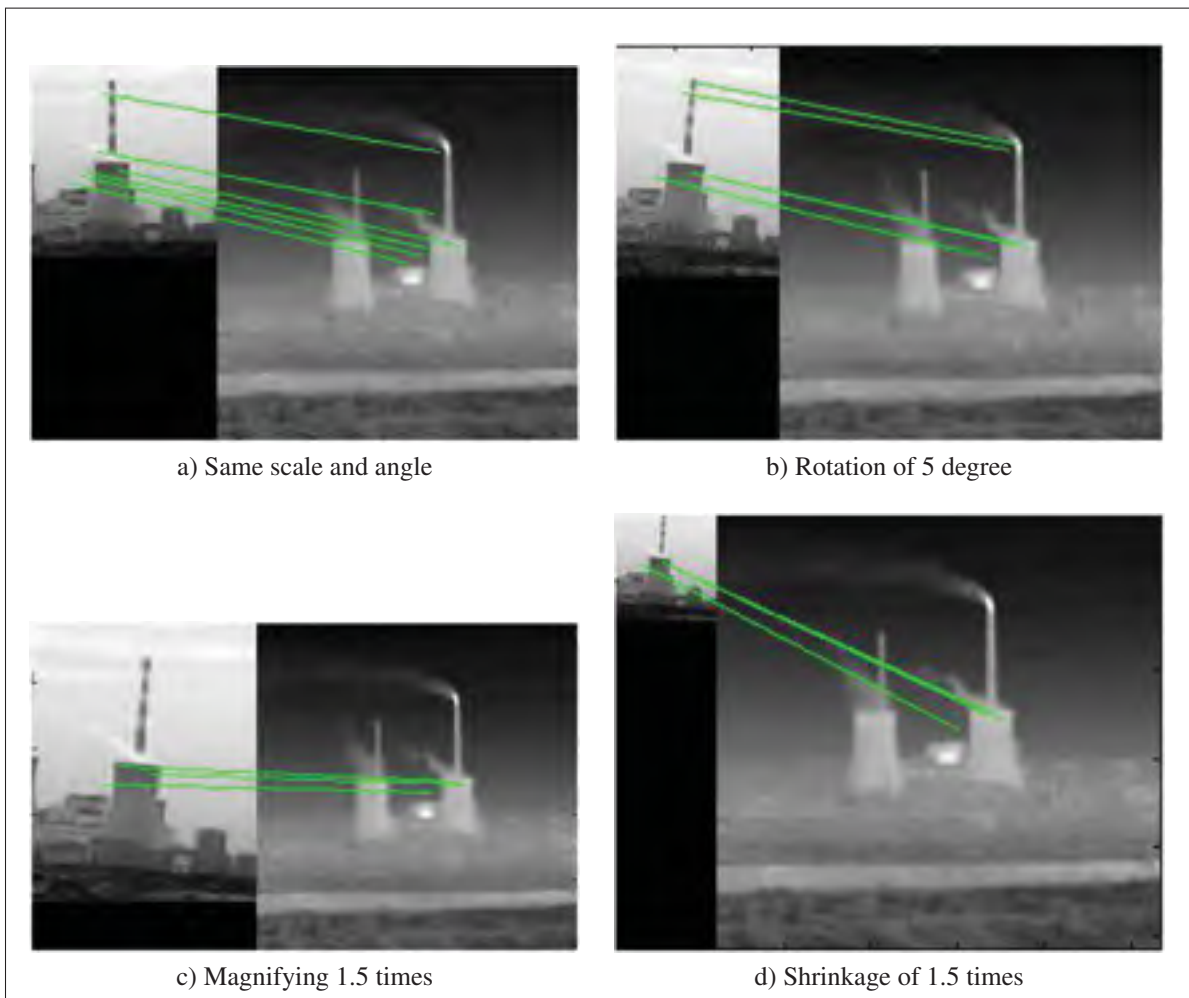 a) Same scale and angle
b) Rotation of 5 degree
c) Magnifying 1.5 times
d) Shrinkage of 1.5 times